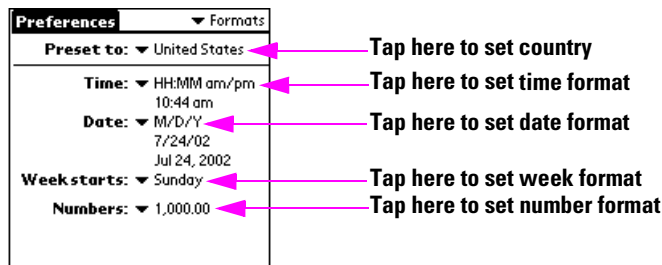 Preferences ▼ Formats
Preset to: ▼ United States Tap here to set country
Time: ▼ HH:MM am/pm Tap here to set time format
10:44 am
Date: ▼ M/D/Y Tap here to set date format
7/24/02
Jul 24, 2002
Week starts: ▼ Sunday Tap here to set week format
Numbers: ▼ 1,000.00 Tap here to set number format